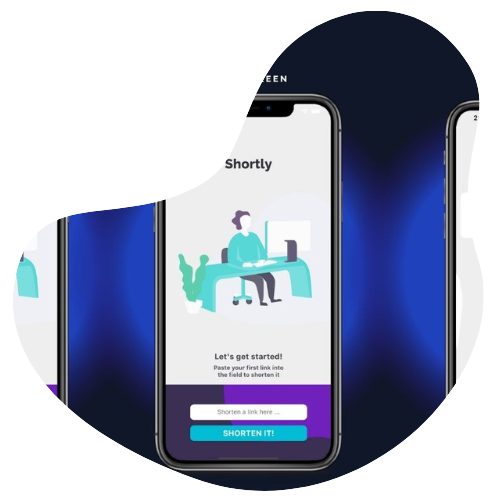 EEN
Shortly
Let's get started!
Paste your first link into
the field to shorten it
Shorten a link here ...
SHORTEN IT!